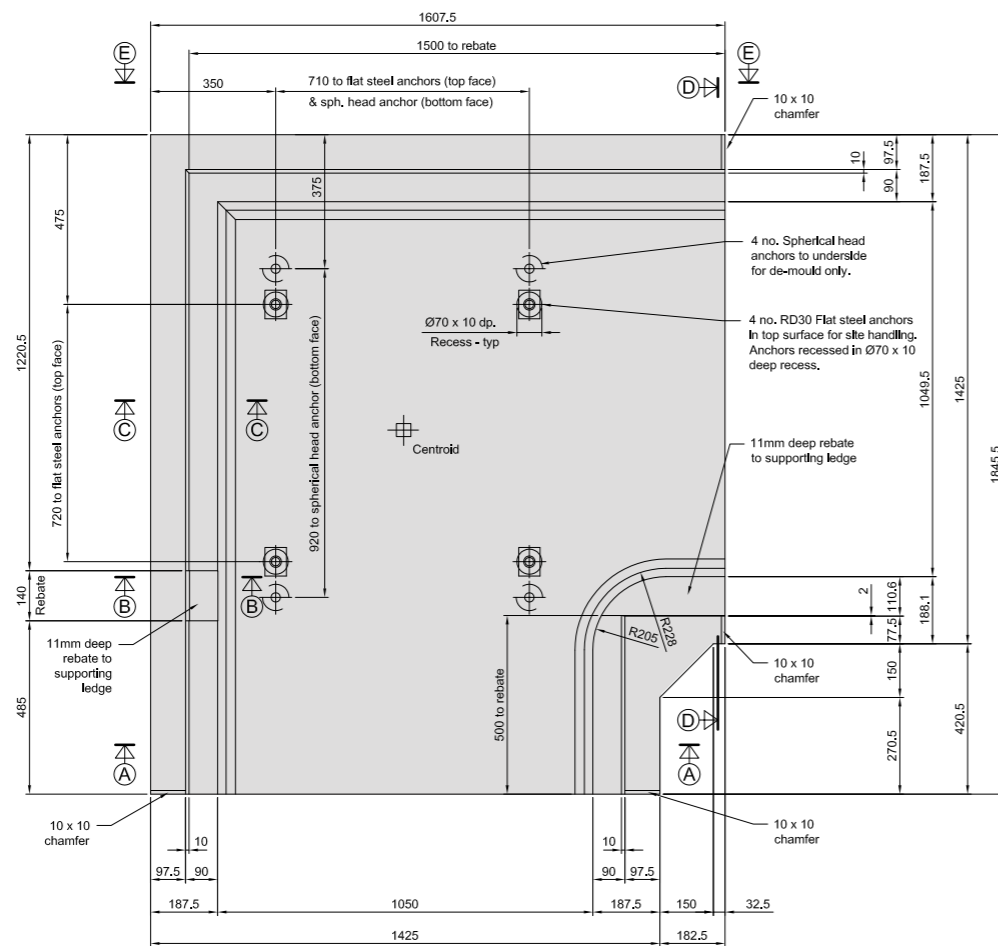 1607.5
1500 to rebate
E
E
350
710 to flat steel anchors (top face)
& sph. head anchor (bottom face)
D
10 x 10
chamfer
475
375
10
97.5
90
187.5
1220.5
720 to flat steel anchors (top face)
920 to spherical head anchor (bottom face)
4 no. Spherical head
anchors to underside
for de-mould only.
Ø70 x 10 dp.
Recess - typ
4 no. RD30 Flat steel anchors
in top surface for site handling.
Anchors recessed in Ø70 x 10
deep recess.
1049.5
1425
1845.5
C
C
Centroid
11mm deep rebate
to supporting ledge
140
Rebate
B
B
11mm deep
rebate to
supporting
ledge
R205
R228
2
110.6
188.1
77.5
10 x 10
chamfer
485
500 to rebate
D
150
270.5
420.5
A
A
10 x 10
chamfer
10 x 10
chamfer
10
10
97.5
90
90
97.5
187.5
1050
187.5
150
32.5
1425
182.5